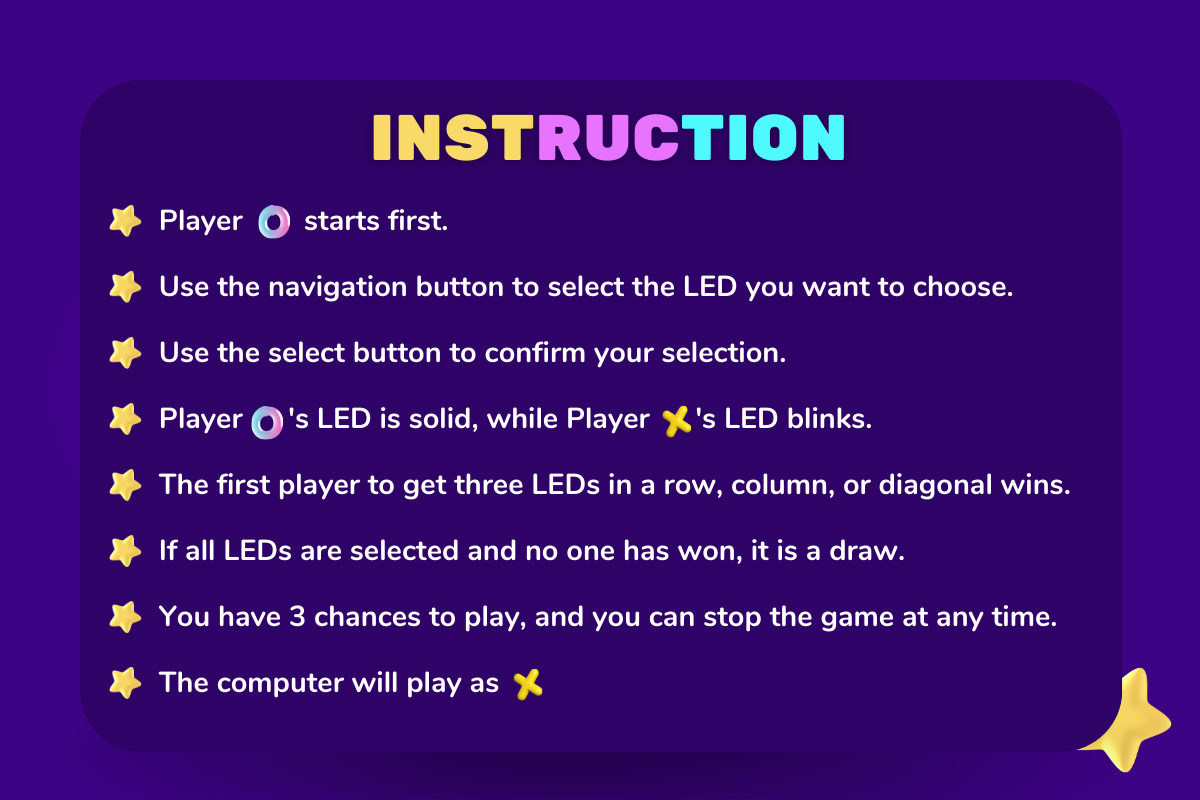 INSTRUCTION
Player O starts first.
Use the navigation button to select the LED you want to choose.
Use the select button to confirm your selection.
Player O's LED is solid, while Player X's LED blinks.
The first player to get three LEDs in a row, column, or diagonal wins.
If all LEDs are selected and no one has won, it is a draw.
You have 3 chances to play, and you can stop the game at any time.
The computer will play as X